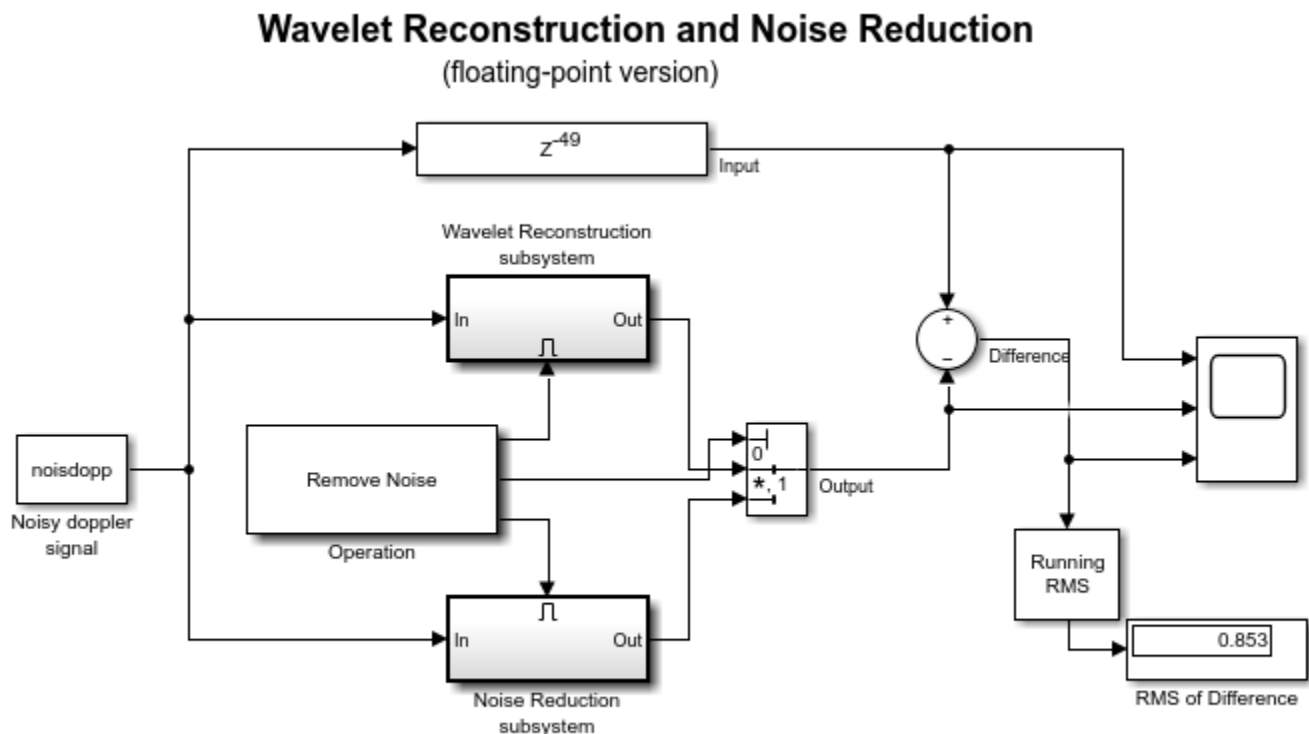 Wavelet Reconstruction and Noise Reduction
(floating-point version)
z-49
Input
Wavelet Reconstruction
subsystem
In
Out
+
−
Difference
noisdopp
Noisy doppler
signal
Remove Noise
Operation
0
*, 1
Output
In
Out
Noise Reduction
subsystem
Running
RMS
0.853
RMS of Difference